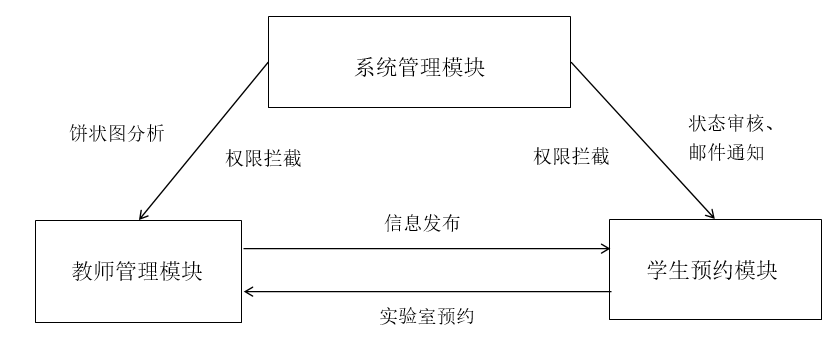 系统管理模块
饼状图分析
权限拦截
权限拦截
状态审核、
邮件通知
教师管理模块
信息发布
实验室预约
学生预约模块